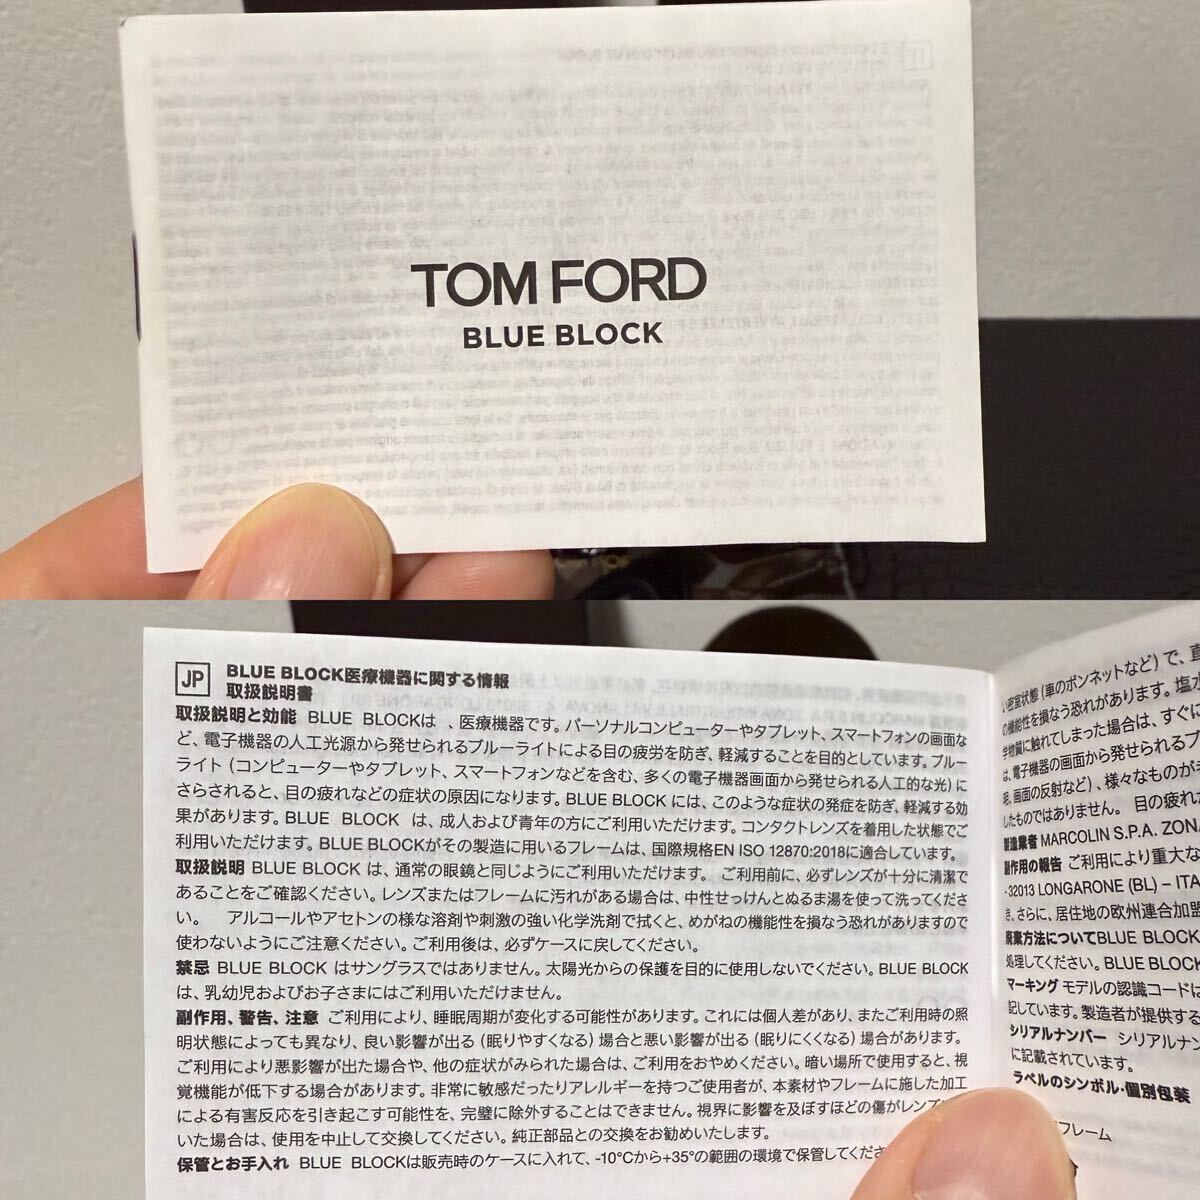 TOM FORD
BLUE BLOCK
JP
BLUE BLOCK医療機器に関する情報
取扱説明書
取扱説明と効能 BLUE BLOCKは 、医療機器です。パーソナルコンピューターやタブレット、スマートフォンの画面な
ど、電子機器の人工光源から発せられるブルーライトによる目の疲労を防ぎ、軽減することを目的としています。ブルー
ライト（コンピューターやタブレット、スマートフォンなどを含む、多くの電子機器画面から発せられる人工的な光)に
さらされると、目の疲れなどの症状の原因になります。BLUE BLOCK には、このような症状の発症を防ぎ、軽減する効
果があります。BLUE BLOCK は、成人および青年の方にご利用いただけます。コンタクトレンズを着用した状態でご
利用いただけます。BLUE BLOCKがその製造に用いるフレームは、国際規格EN ISO 12870:2018に適合しています。
取扱説明 BLUE BLOCK は、通常の眼鏡と同じようにご利用いただけます。 ご利用前に、必ずレンズが十分に清潔で
あることをご確認ください。レンズまたはフレームに汚れがある場合は、中性せっけんとぬるま湯を使って洗ってくださ
い。 アルコールやアセトンの様な溶剤や刺激の強い化学洗剤で拭くと、めがねの機能性を損なう恐れがありますので
使わないようにご注意ください。ご利用後は、必ずケースに戻してください。
禁忌 BLUE BLOCK はサングラスではありません。太陽光からの保護を目的に使用しないでください。BLUE BLOCK
は、乳幼児およびお子さまにはご利用いただけません。
副作用、警告、注意 ご利用により、睡眠周期が変化する可能性があります。これには個人差があり、またご利用時の照
明状態によっても異なり、良い影響が出る（眠りやすくなる）場合と悪い影響が出る（眠りにくくなる）場合があります。
ご利用により悪影響が出た場合や、他の症状がみられた場合は、ご利用をおやめください。暗い場所で使用すると、視
覚機能が低下する場合があります。非常に敏感だったりアレルギーを持つご使用者が、本素材やフレームに施した加工
による有害反応を引き起こす可能性を、完璧に除外することはできません。視界に影響を及ぼすほどの傷がレンズ
いた場合は、使用を中止して交換してください。純正部品との交換をお勧めいたします。
保管とお手入れ BLUE BLOCKは販売時のケースに入れて、-10°Cから+35°の範囲の環境で保管してくだ
い密室状態（車のボンネットなど）で、直
の機能性を損なう恐れがあります。塩水
学物質に触れてしまった場合は、すぐに
は、電子機器の画面から発せられるブ
明、画面の反射など）、様々なものが
したものではありません。 目の疲れ
製造業者 MARCOLIN S.P.A. ZON
副作用の報告 ご利用により重大な
- 32013 LONGARONE (BL) – ITA
き、さらに、居住地の欧州連合加盟
廃棄方法についてBLUE BLOCK
処理してください。BLUE BLOCK
マーキング モデルの認識コードは
記しています。製造者が提供する
シリアルナンバー シリアルナン
に記載されています。
ラベルのシンボル・個別包装
フレーム